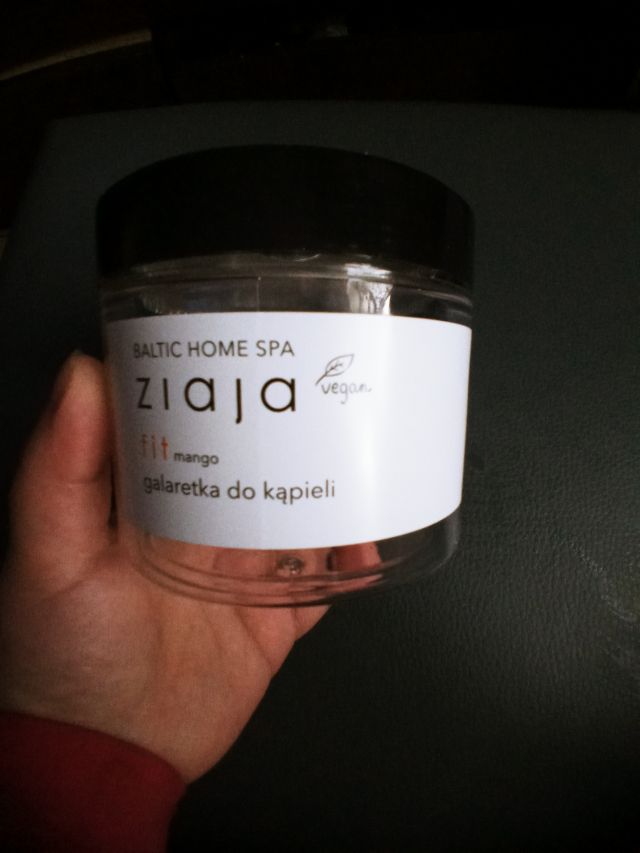 BALTIC HOME SPA
ziaja
vegan.
fit mango
galaretka do kąpieli